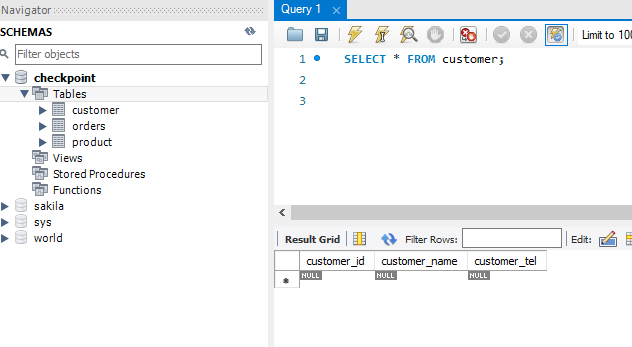 Navigator
SCHEMAS
Filter objects
checkpoint
Tables
customer
orders
product
Views
Stored Procedures
Functions
sakila
sys
world
Query 1
Limit to 100
1 SELECT * FROM customer;
2
3
Result Grid Filter Rows: Edit:
customer_id customer_name customer_tel
NULL NULL NULL